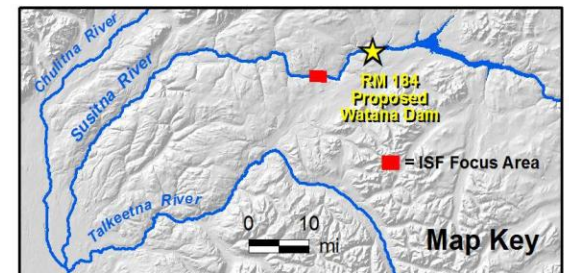 Chulitna River
Susitna River
RM 184
Proposed
Watana Dam
= ISF Focus Area
Talkeetna River
0 10
mi
Map Key